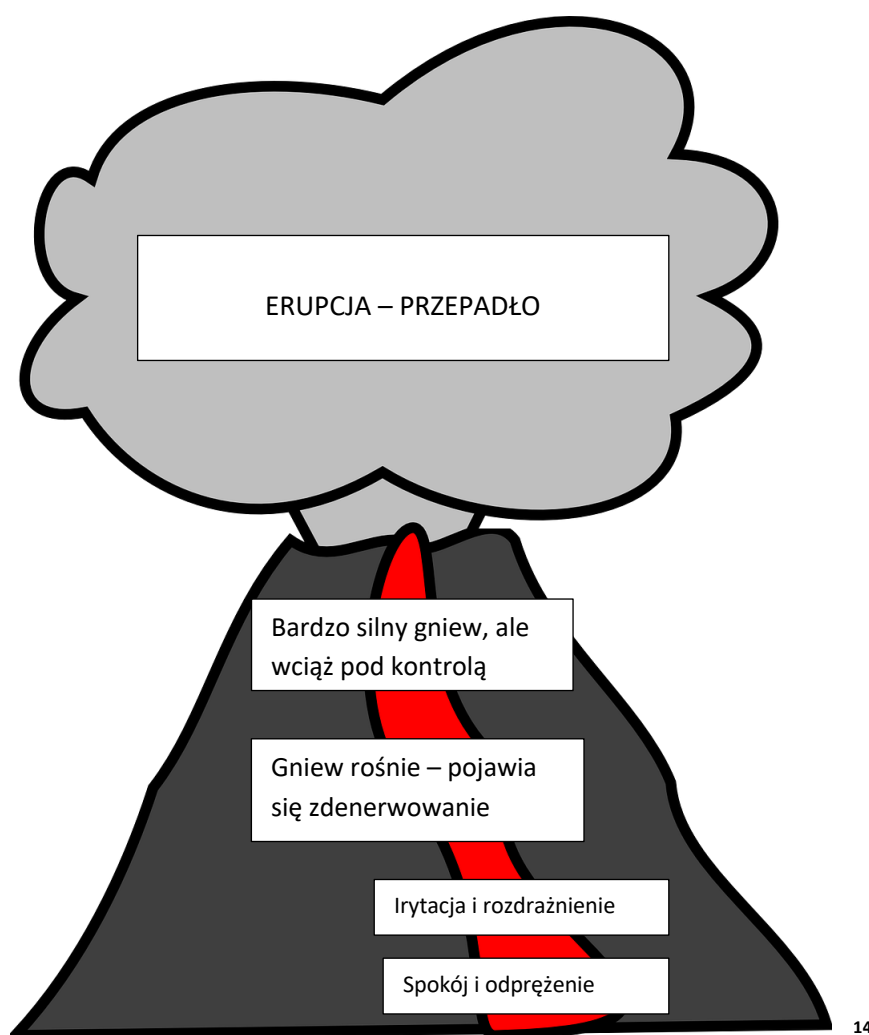 ERUPCJA – PRZEPADŁO
Bardzo silny gniew, ale
wciąż pod kontrolą
Gniew rośnie – pojawia
się zdenerwowanie
Irytacja i rozdrażnienie
Spokój i odprężenie
14